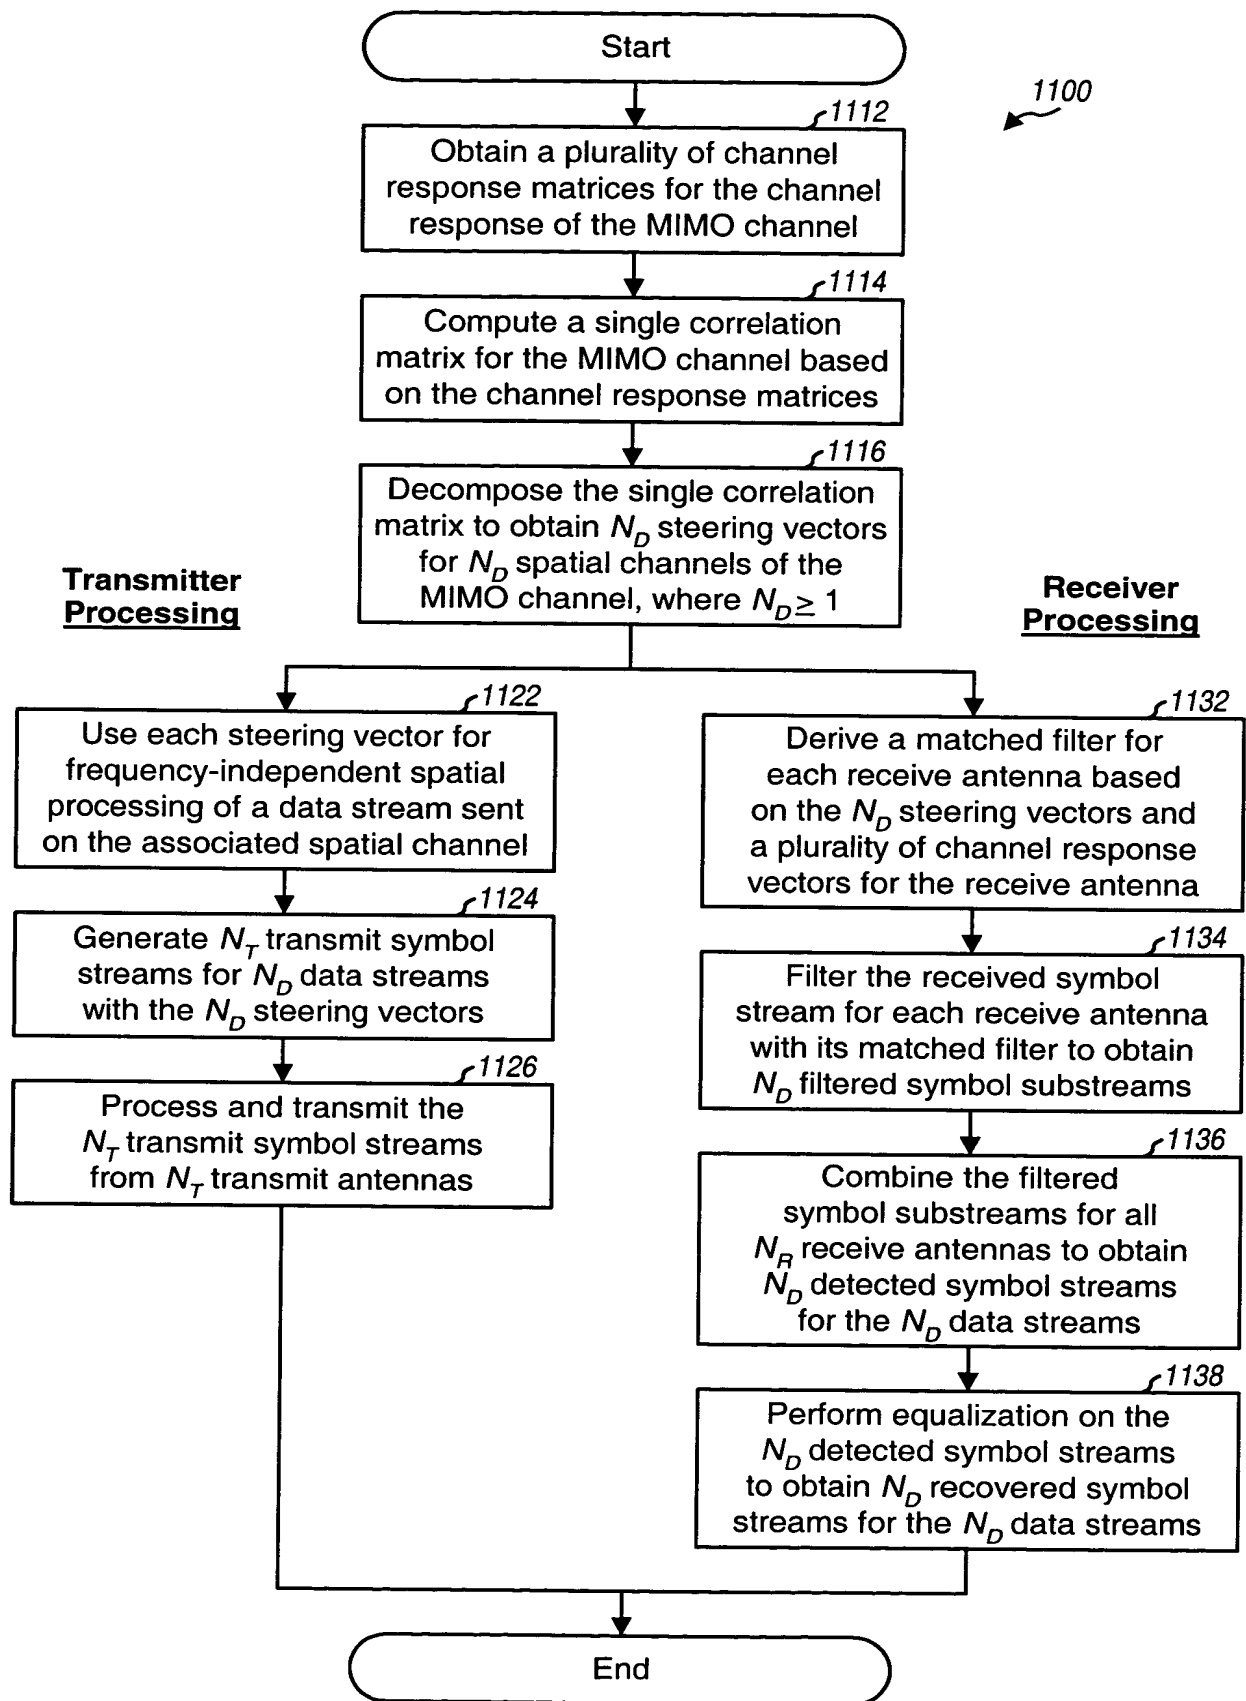 Start
1100
1112
Obtain a plurality of channel
response matrices for the channel
response of the MIMO channel
1114
Compute a single correlation
matrix for the MIMO channel based
on the channel response matrices
1116
Decompose the single correlation
matrix to obtain N_D steering vectors
for N_D spatial channels of the
MIMO channel, where N_D ≥ 1
Transmitter
Processing
1122
Use each steering vector for
frequency-independent spatial
processing of a data stream sent
on the associated spatial channel
1124
Generate N_T transmit symbol
streams for N_D data streams
with the N_D steering vectors
1126
Process and transmit the
N_T transmit symbol streams
from N_T transmit antennas
Receiver
Processing
1132
Derive a matched filter for
each receive antenna based
on the N_D steering vectors and
a plurality of channel response
vectors for the receive antenna
1134
Filter the received symbol
stream for each receive antenna
with its matched filter to obtain
N_D filtered symbol substreams
1136
Combine the filtered
symbol substreams for all
N_R receive antennas to obtain
N_D detected symbol streams
for the N_D data streams
1138
Perform equalization on the
N_D detected symbol streams
to obtain N_D recovered symbol
streams for the N_D data streams
End